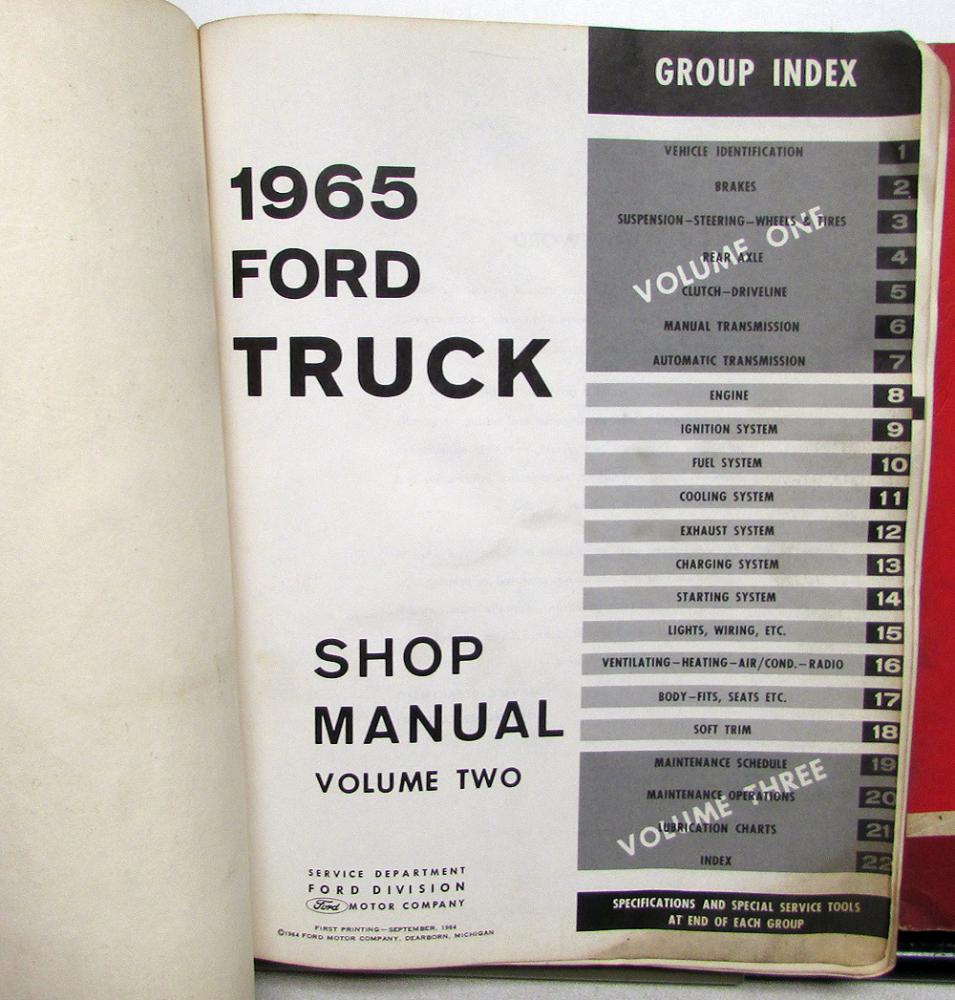 1965
FORD
TRUCK
SHOP
MANUAL
VOLUME TWO
SERVICE DEPARTMENT
FORD DIVISION
Ford MOTOR COMPANY
FIRST PRINTING—SEPTEMBER, 1964
©1964 FORD MOTOR COMPANY, DEARBORN, MICHIGAN
GROUP INDEX
VEHICLE IDENTIFICATION 1
BRAKES 2
SUSPENSION-STEERING—WHEELS & TIRES 3
REAR AXLE 4
CLUTCH—DRIVELINE 5
MANUAL TRANSMISSION 6
AUTOMATIC TRANSMISSION 7
VOLUME ONE
ENGINE 8
IGNITION SYSTEM 9
FUEL SYSTEM 10
COOLING SYSTEM 11
EXHAUST SYSTEM 12
CHARGING SYSTEM 13
STARTING SYSTEM 14
LIGHTS, WIRING, ETC. 15
VENTILATING—HEATING—AIR/COND.—RADIO 16
BODY—FITS, SEATS ETC. 17
SOFT TRIM 18
MAINTENANCE SCHEDULE 19
MAINTENANCE OPERATIONS 20
LUBRICATION CHARTS 21
INDEX 22
VOLUME THREE
SPECIFICATIONS AND SPECIAL SERVICE TOOLS
AT END OF EACH GROUP